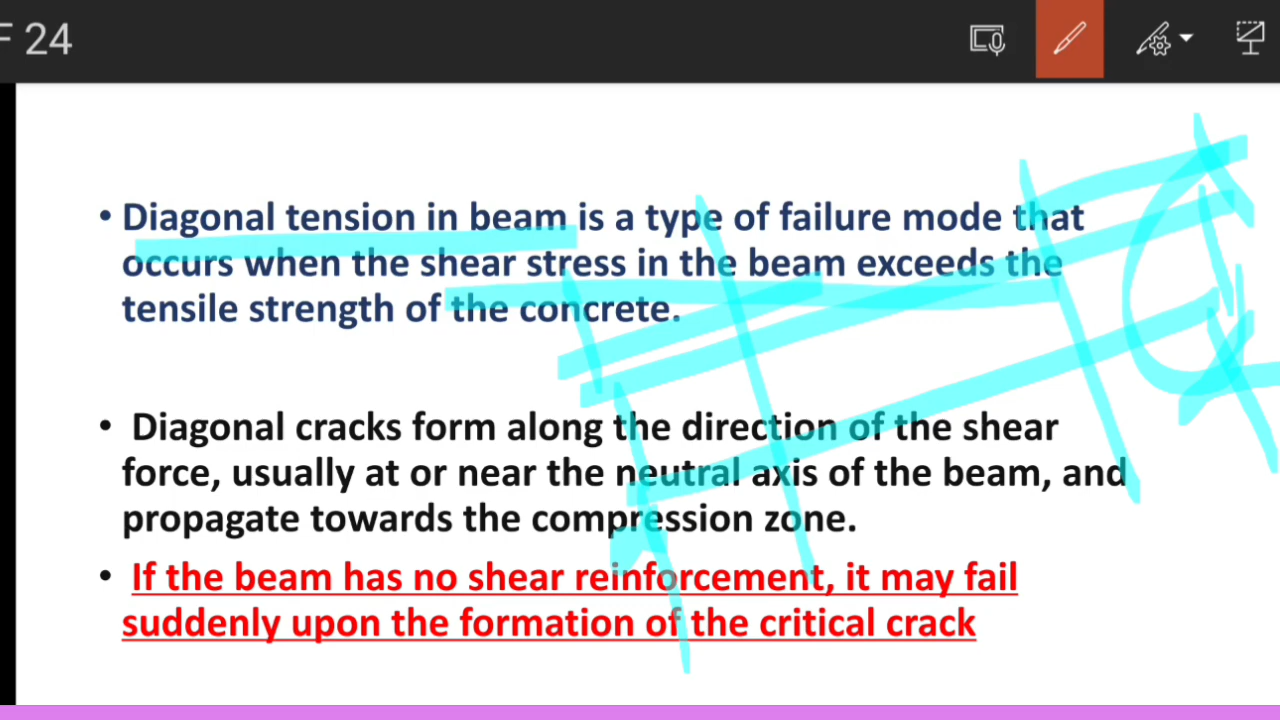 F 24
• Diagonal tension in beam is a type of failure mode that
occurs when the shear stress in the beam exceeds the
tensile strength of the concrete.
• Diagonal cracks form along the direction of the shear
force, usually at or near the neutral axis of the beam, and
propagate towards the compression zone.
• If the beam has no shear reinforcement, it may fail
suddenly upon the formation of the critical crack